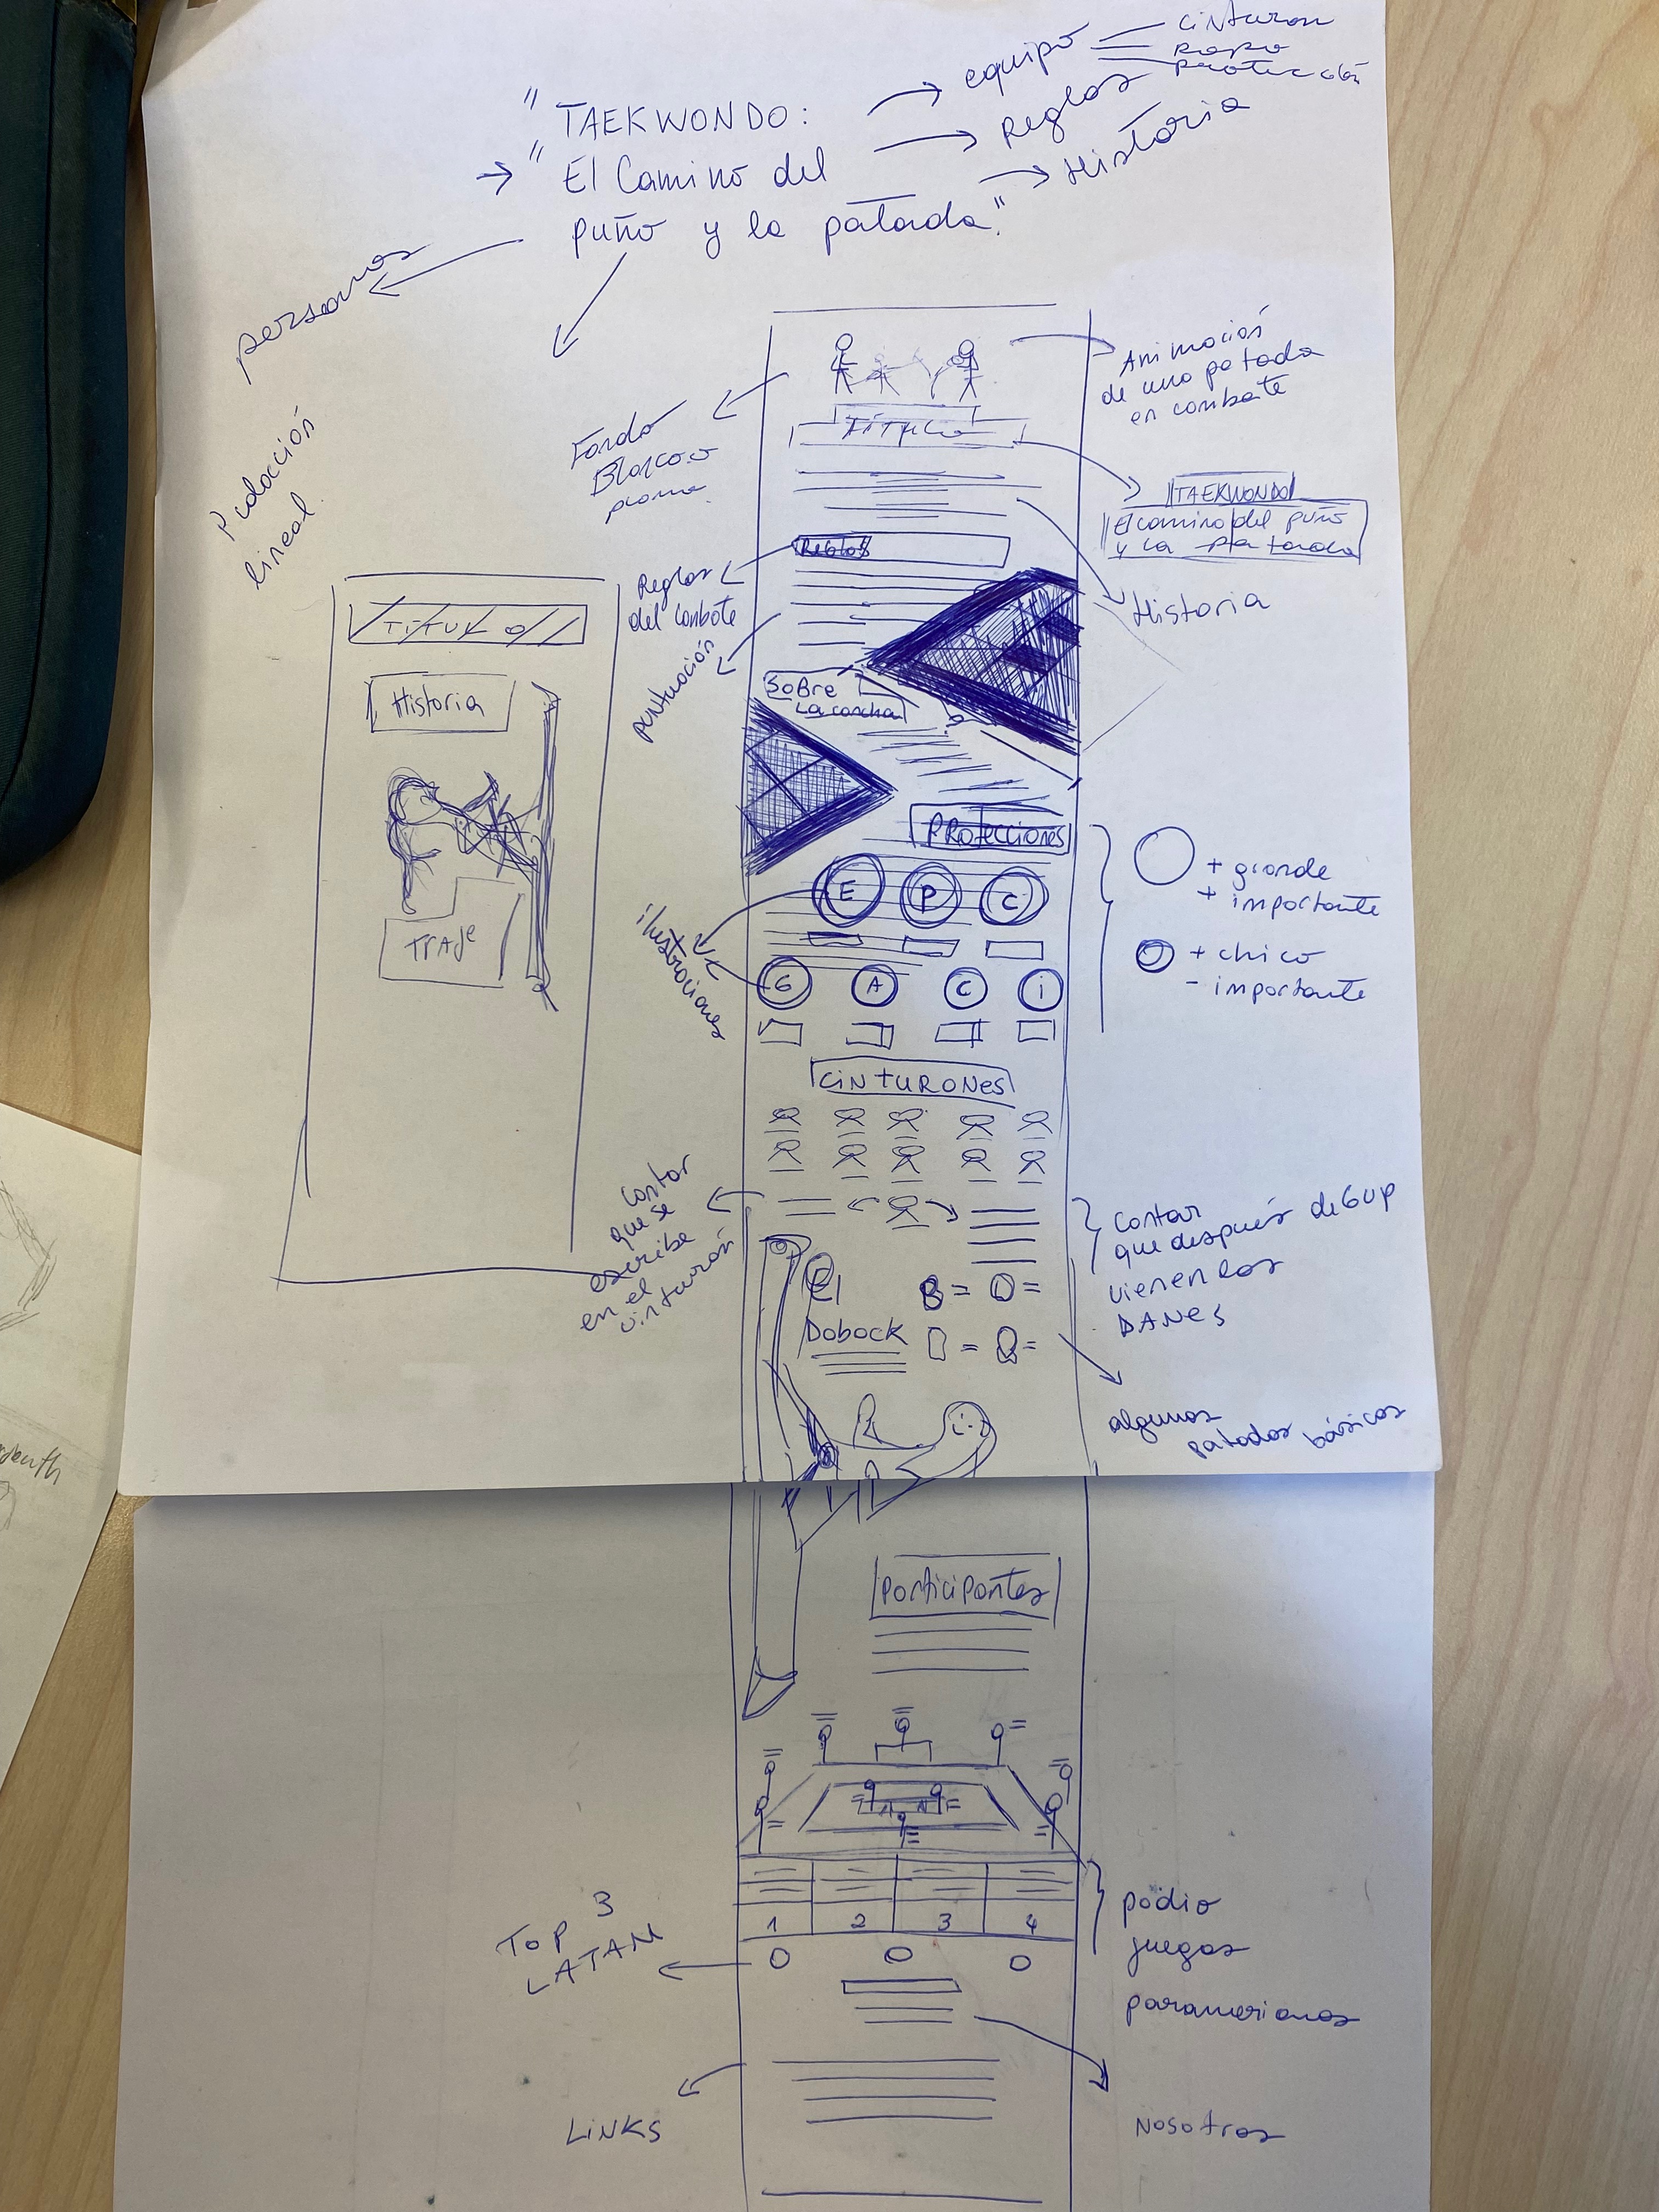 " TAEKWONDO:
" El Camino del
puño y la patada."
equipo
cinturon
Ropa
protección
Reglas
Historia
personas
Animación
de una patada
en combate
Fondo
Blanco o
Título
"TAEKWONDO"
"El camino del puño
y la patada
Historia
Reglas
Reglas
del combate
puntuación
lineal
TITULO
Historia
TRAJE
SOBRE
La cancha
PROTECCIONES
E
P
C
G
A
C
i
ilustraciones
+ grande
+ importante
+ chico
- importante
CINTURONES
Contar
que se
escribe
en el
cinturón
Contar
que después de Gup
vienen los
DANES
El
Dobock
algunas
patadas básicas
Participantes
1
2
3
4
podio
juegos
panamericanos
TOP 3
LATAM
LINKS
Nosotros